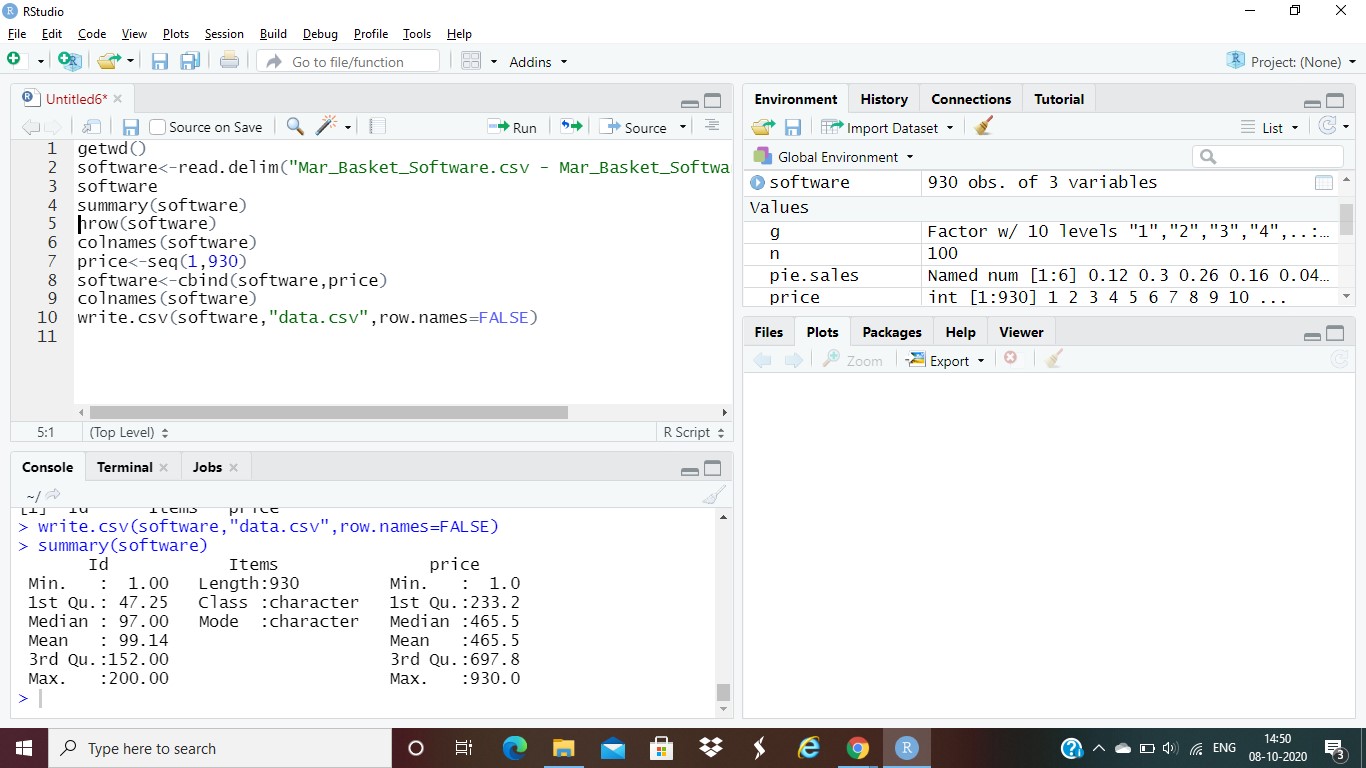 RStudio
File Edit Code View Plots Session Build Debug Profile Tools Help
Go to file/function Addins Project: (None)
Untitled6*
Source on Save Run Source
1 getwd()
2 software<-read.delim("Mar_Basket_Software.csv - Mar_Basket_Softwa
3 software
4 summary(software)
5 nrow(software)
6 colnames(software)
7 price<-seq(1,930)
8 software<-cbind(software,price)
9 colnames(software)
10 write.csv(software,"data.csv",row.names=FALSE)
11
5:1 (Top Level) R Script
Console Terminal Jobs
~/
[1] "Id" "Items" "price"
> write.csv(software,"data.csv",row.names=FALSE)
> summary(software)
Id Items price
Min. : 1.00 Length:930 Min. : 1.0
1st Qu.: 47.25 Class :character 1st Qu.:233.2
Median : 97.00 Mode :character Median :465.5
Mean : 99.14 Mean :465.5
3rd Qu.:152.00 3rd Qu.:697.8
Max. :200.00 Max. :930.0
>
Environment History Connections Tutorial
Import Dataset List
Global Environment
software 930 obs. of 3 variables
Values
g Factor w/ 10 levels "1","2","3","4",..:…
n 100
pie.sales Named num [1:6] 0.12 0.3 0.26 0.16 0.04…
price int [1:930] 1 2 3 4 5 6 7 8 9 10 ...
Files Plots Packages Help Viewer
Zoom Export
Type here to search
ENG
14:50
08-10-2020
3